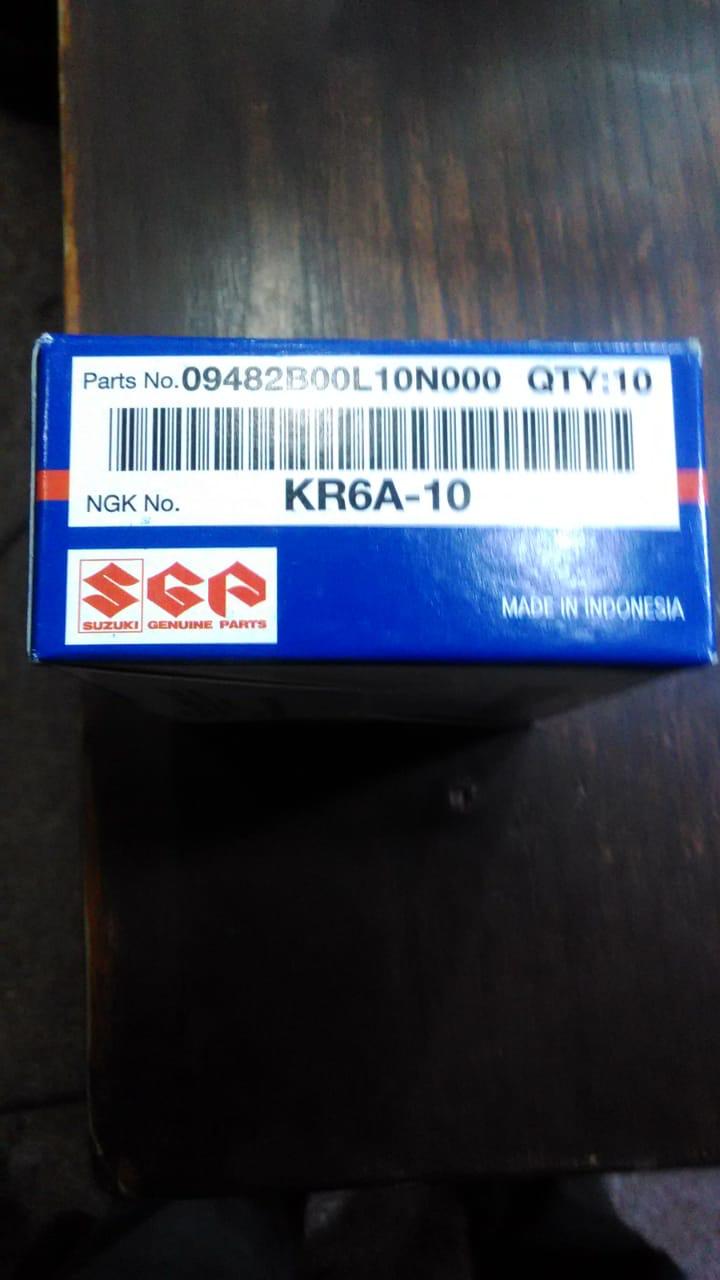 Parts No. 09482B00L10N000 QTY:10
NGK No. KR6A-10
SGP
SUZUKI GENUINE PARTS
MADE IN INDONESIA